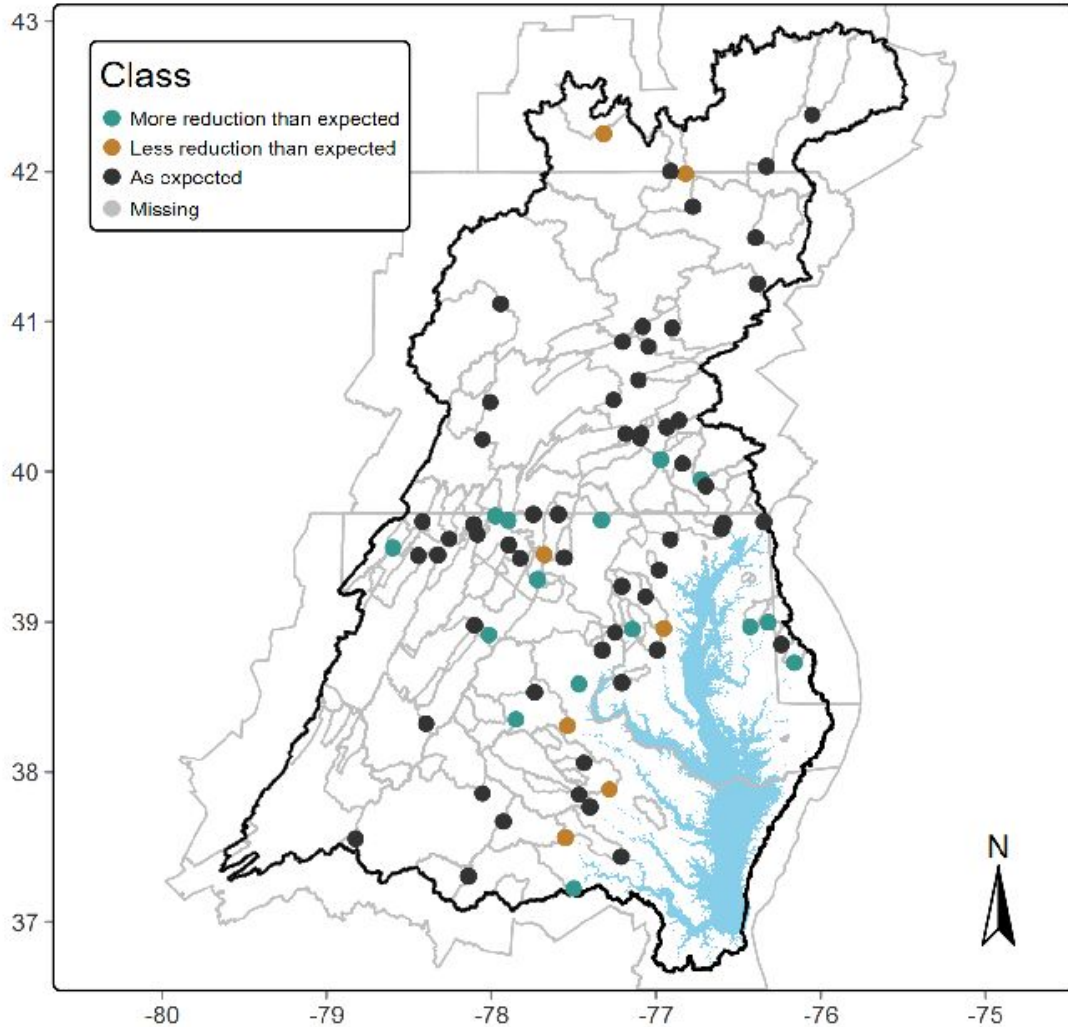 43
Class
More reduction than expected
Less reduction than expected
As expected
Missing
42
41
40
39
38
37
N
-80 -79 -78 -77 -76 -75